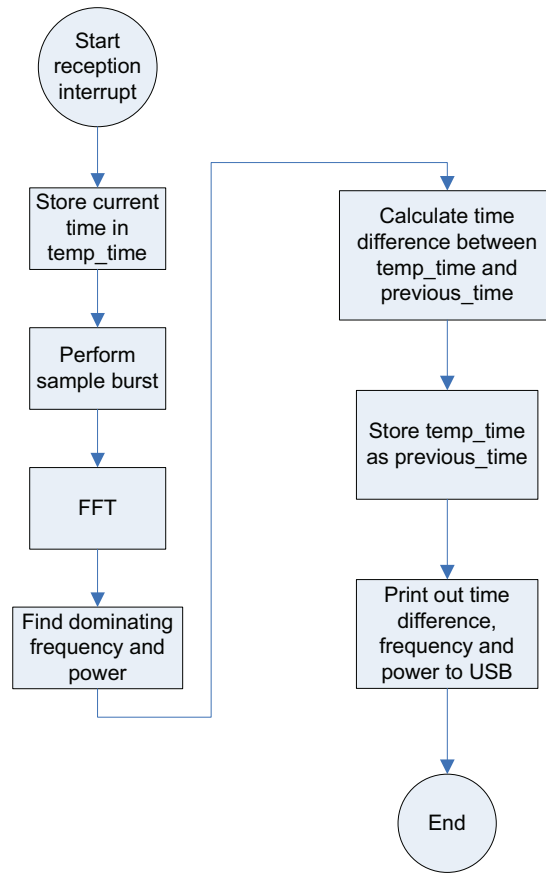 Start
reception
interrupt
Store current
time in
temp_time
Perform
sample burst
FFT
Find dominating
frequency and
power
Calculate time
difference between
temp_time and
previous_time
Store temp_time
as previous_time
Print out time
difference,
frequency and
power to USB
End